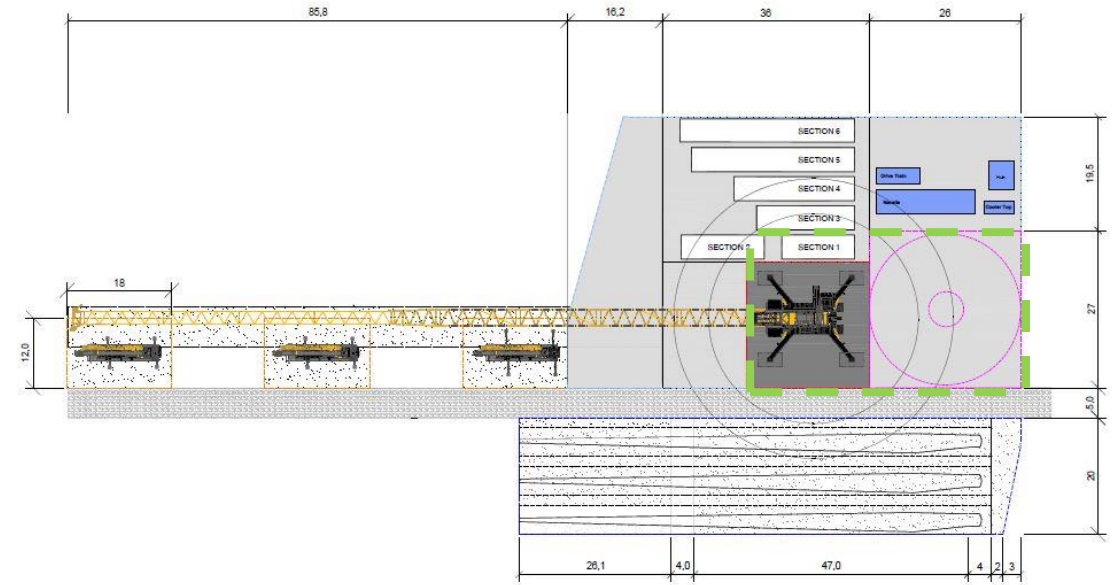 85,8
16,2
36
26
SECTION 6
SECTION 5
SECTION 4
SECTION 3
SECTION 2
SECTION 1
Drive Train
Hub
Nacelle
Cooler Top
19,5
18
27
12,0
5,0
20
26,1
4,0
47,0
4
2
3